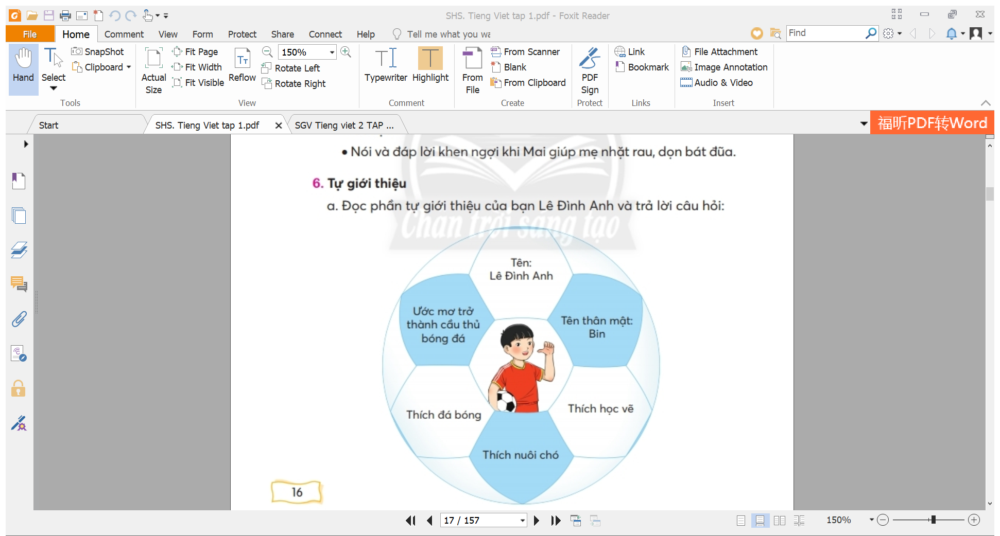 SHS. Tieng Viet tap 1.pdf - Foxit Reader
File Home Comment View Form Protect Share Connect Help Tell me what you wa Find
Hand
Select
SnapShot
Clipboard
Tools
Actual Size
Fit Page
Fit Width
Fit Visible
Reflow
150%
Rotate Left
Rotate Right
View
Typewriter
Highlight
Comment
From File
From Scanner
Blank
From Clipboard
Create
PDF Sign
Protect
Link
Bookmark
Links
File Attachment
Image Annotation
Audio & Video
Insert
Start SHS. Tieng Viet tap 1.pdf SGV Tieng viet 2 TAP ... 福昕PDF转Word
• Nói và đáp lời khen ngợi khi Mai giúp mẹ nhặt rau, dọn bát đũa.
6. Tự giới thiệu
a. Đọc phần tự giới thiệu của bạn Lê Đình Anh và trả lời câu hỏi:
Chân trời sáng tạo
Tên:
Lê Đình Anh
Ước mơ trở
thành cầu thủ
bóng đá
Tên thân mật:
Bin
Thích đá bóng
Thích học vẽ
Thích nuôi chó
16
17 / 157
150%